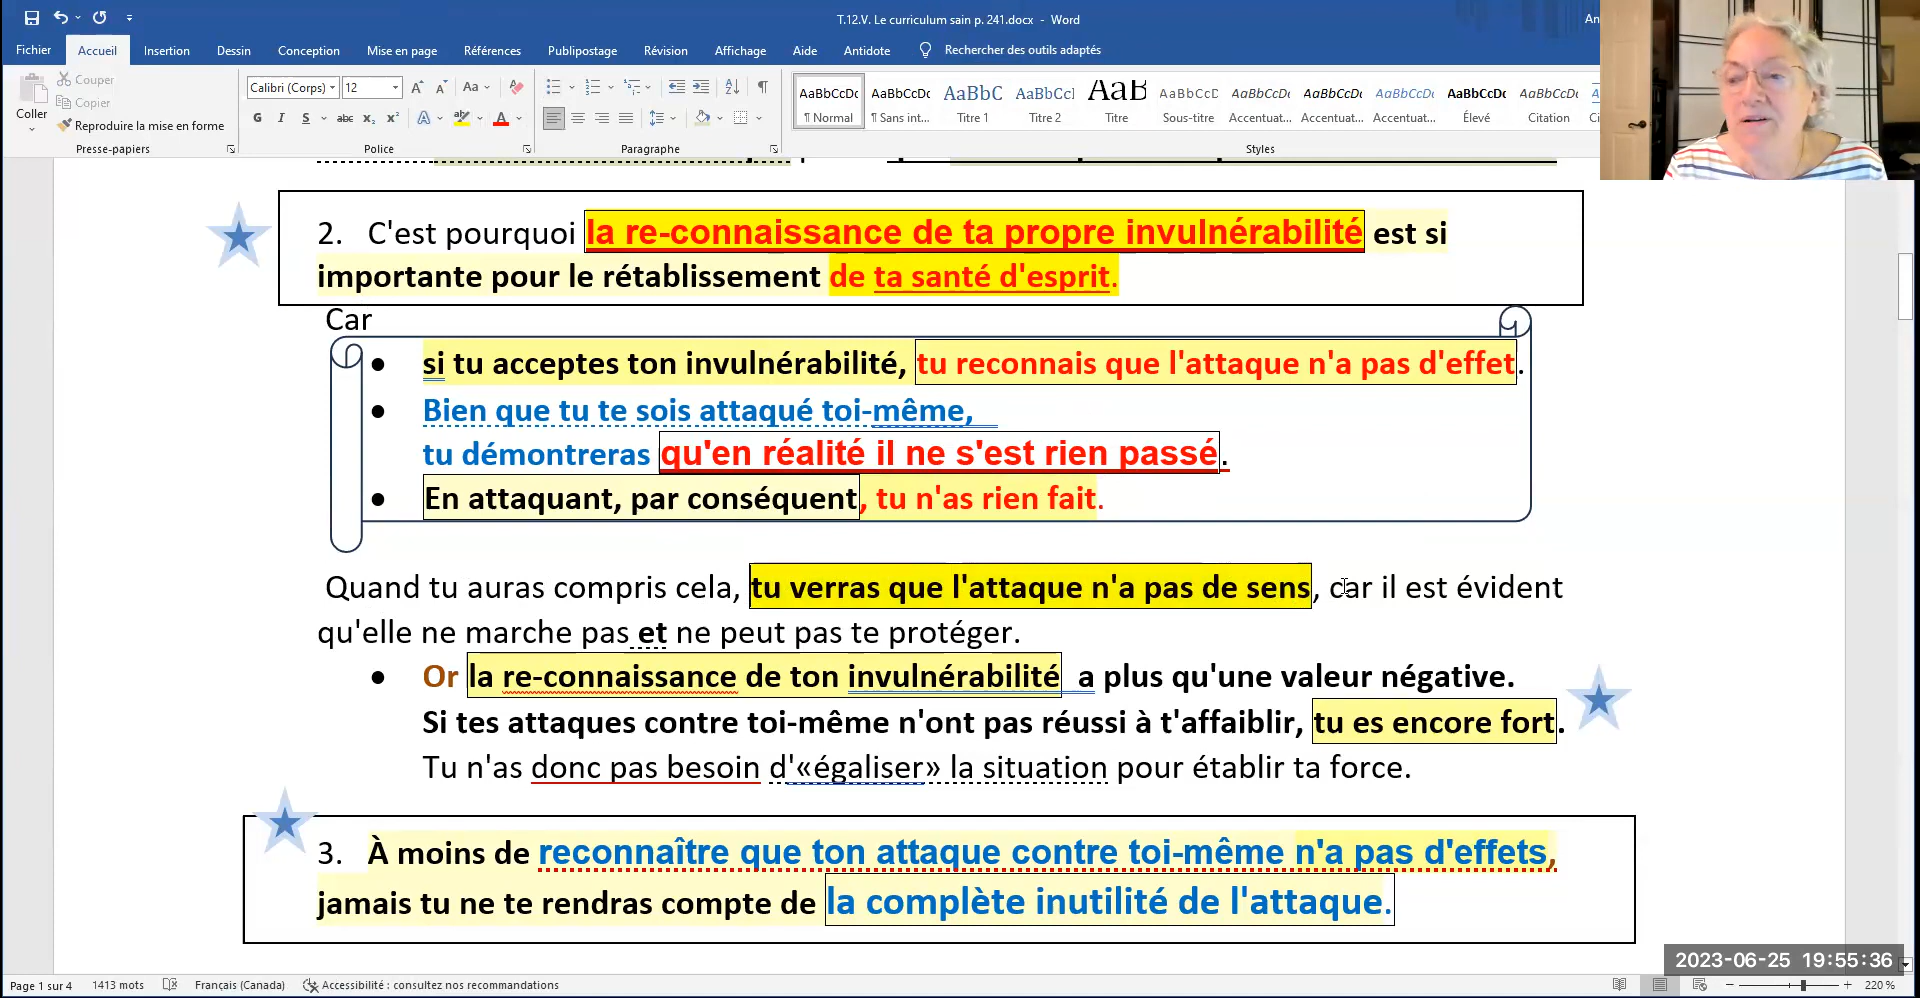 T.12.V. Le curriculum sain p. 241.docx - Word
An
Fichier Accueil Insertion Dessin Conception Mise en page Références Publipostage Révision Affichage Aide Antidote Rechercher des outils adaptés
Coller
Couper
Copier
Reproduire la mise en forme
Presse-papiers
Calibri (Corps) 12
Aa
G I S abc x₂ x²
Police
Paragraphe
AaBbCcDc AaBbCcDc AaBbC AaBbCcI AaB AaBbCcD AaBbCcDc AaBbCcDc AaBbCcDc AaBbCcDc AaBbCcDc
¶ Normal ¶ Sans int... Titre 1 Titre 2 Titre Sous-titre Accentuat... Accentuat... Accentuat... Élevé Citation
Styles
2. C'est pourquoi la re-connaissance de ta propre invulnérabilité est si
importante pour le rétablissement de ta santé d'esprit.
Car
• si tu acceptes ton invulnérabilité, tu reconnais que l'attaque n'a pas d'effet.
• Bien que tu te sois attaqué toi-même,
tu démontreras qu'en réalité il ne s'est rien passé.
• En attaquant, par conséquent, tu n'as rien fait.
Quand tu auras compris cela, tu verras que l'attaque n'a pas de sens, car il est évident
qu'elle ne marche pas et ne peut pas te protéger.
• Or la re-connaissance de ton invulnérabilité a plus qu'une valeur négative.
Si tes attaques contre toi-même n'ont pas réussi à t'affaiblir, tu es encore fort.
Tu n'as donc pas besoin d'«égaliser» la situation pour établir ta force.
3. À moins de reconnaître que ton attaque contre toi-même n'a pas d'effets,
jamais tu ne te rendras compte de la complète inutilité de l'attaque.
2023-06-25 19:55:36
Page 1 sur 4 1413 mots Français (Canada) Accessibilité : consultez nos recommandations 220 %